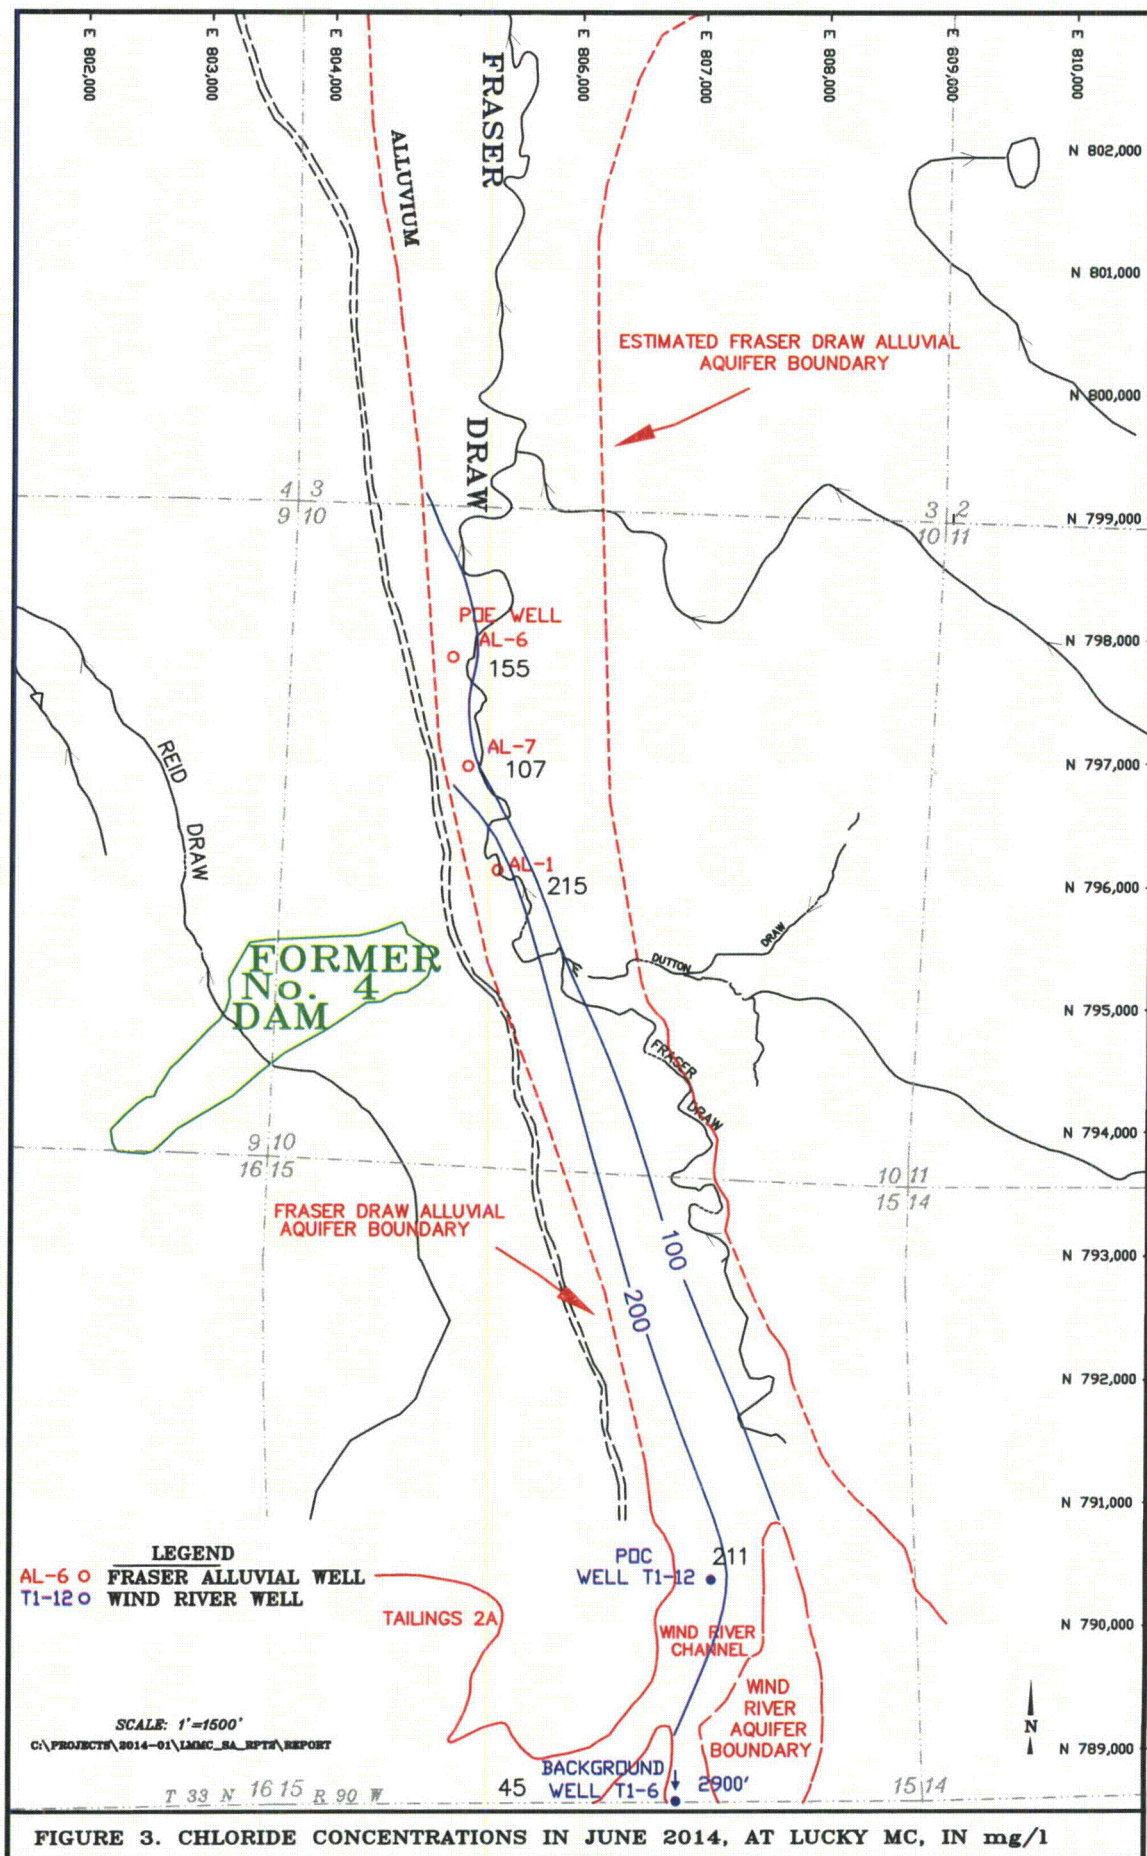 E 802,000
E 803,000
E 804,000
E 806,000
E 807,000
E 808,000
E 809,000
E 810,000
FRASER
ALLUVIUM
N 802,000
N 801,000
ESTIMATED FRASER DRAW ALLUVIAL
AQUIFER BOUNDARY
N 800,000
DRAW
4 3
9 10
3 2
10 11
N 799,000
POE WELL
AL-6
155
N 798,000
REID
DRAW
AL-7
107
N 797,000
AL-1
215
N 796,000
FORMER
No. 4
DAM
DUTTON
DRAW
N 795,000
FRASER
DRAW
N 794,000
9 10
16 15
10 11
15 14
FRASER DRAW ALLUVIAL
AQUIFER BOUNDARY
100
N 793,000
200
N 792,000
N 791,000
LEGEND
AL-6 FRASER ALLUVIAL WELL
T1-12 WIND RIVER WELL
POC
WELL T1-12
211
TAILINGS 2A
WIND RIVER
CHANNEL
N 790,000
WIND
RIVER
AQUIFER
BOUNDARY
N
SCALE: 1"=1500'
C:\PROJECTS\2014-01\LMMC_SA_RPTS\REPORT
N 789,000
BACKGROUND
WELL T1-6
2900'
45
T 33 N 16 15 R 90 W
15 14
FIGURE 3. CHLORIDE CONCENTRATIONS IN JUNE 2014, AT LUCKY MC, IN mg/l